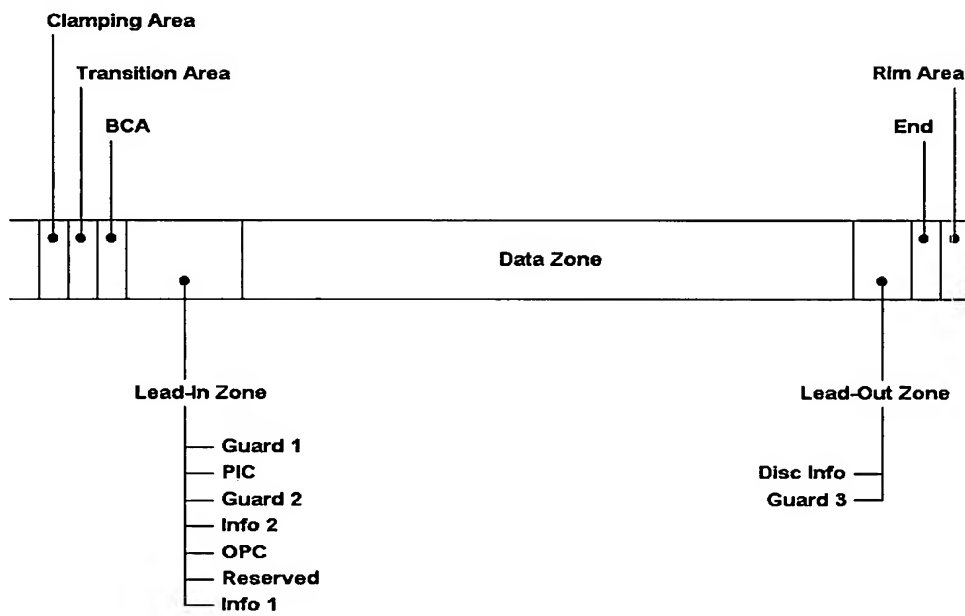 Clamping Area
Transition Area
Rim Area
BCA
End
Data Zone
Lead-In Zone
Lead-Out Zone
Guard 1
PIC
Disc Info
Guard 2
Guard 3
Info 2
OPC
Reserved
Info 1